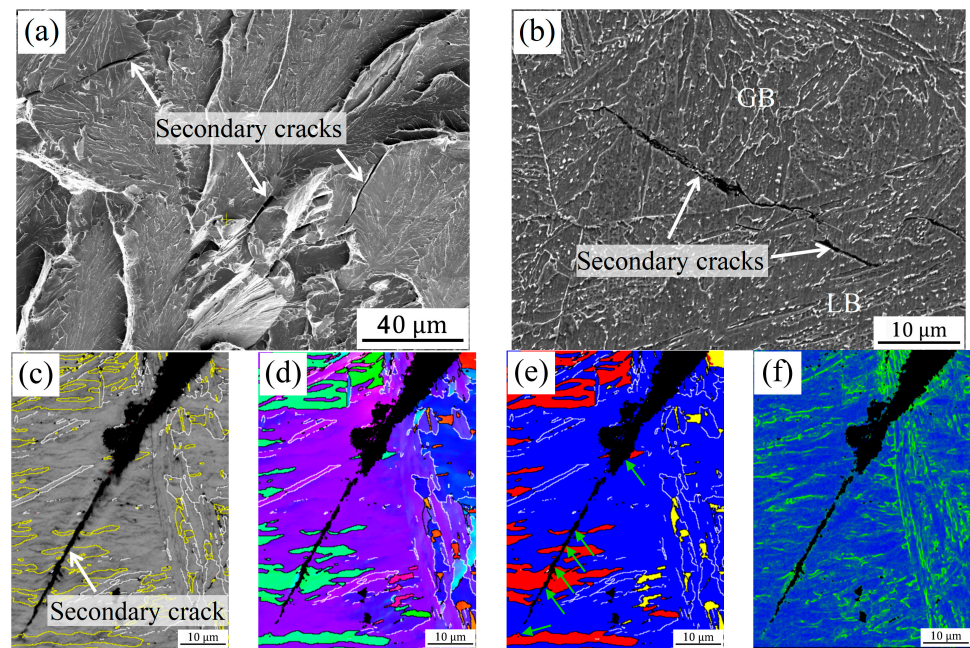 (a)
Secondary cracks
40 μm
(b)
GB
Secondary cracks
LB
10 μm
(c)
Secondary crack
10 μm
(d)
10 μm
(e)
10 μm
(f)
10 μm